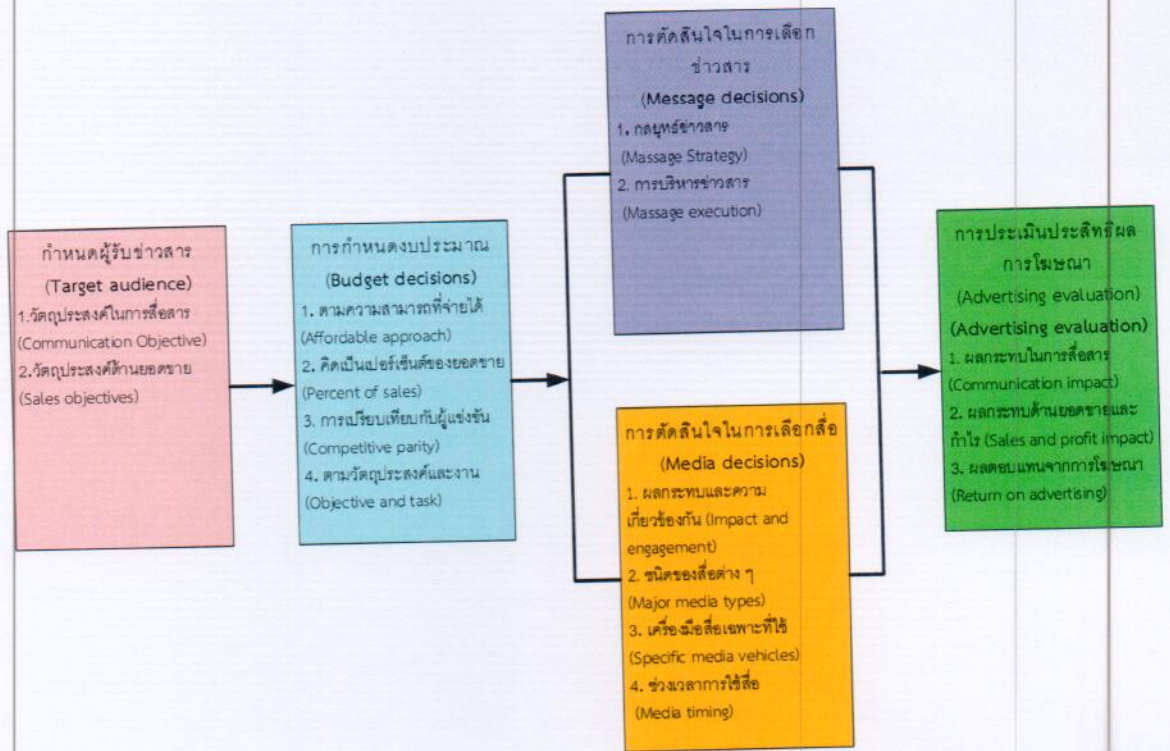 กำหนดผู้รับข่าวสาร
(Target audience)
1.วัตถุประสงค์ในการสื่อสาร
(Communication Objective)
2.วัตถุประสงค์ด้านยอดขาย
(Sales objectives)
การกำหนดงบประมาณ
(Budget decisions)
1. ตามความสามารถที่จ่ายได้
(Affordable approach)
2. คิดเป็นเปอร์เซ็นต์ของยอดขาย
(Percent of sales)
3. การเปรียบเทียบกับผู้แข่งขัน
(Competitive parity)
4. ตามวัตถุประสงค์และงาน
(Objective and task)
การตัดสินใจในการเลือก
ข่าวสาร
(Message decisions)
1. กลยุทธ์ข่าวสาร
(Massage Strategy)
2. การบริหารข่าวสาร
(Massage execution)
การตัดสินใจในการเลือกสื่อ
(Media decisions)
1. ผลกระทบและความ
เกี่ยวข้องกัน (Impact and
engagement)
2. ชนิดของสื่อต่าง ๆ
(Major media types)
3. เครื่องมือสื่อเฉพาะที่ใช้
(Specific media vehicles)
4. ช่วงเวลาการใช้สื่อ
(Media timing)
การประเมินประสิทธิผล
การโฆษณา
(Advertising evaluation)
(Advertising evaluation)
1. ผลกระทบในการสื่อสาร
(Communication impact)
2. ผลกระทบด้านยอดขายและ
กำไร (Sales and profit impact)
3. ผลตอบแทนจากการโฆษณา
(Return on advertising)